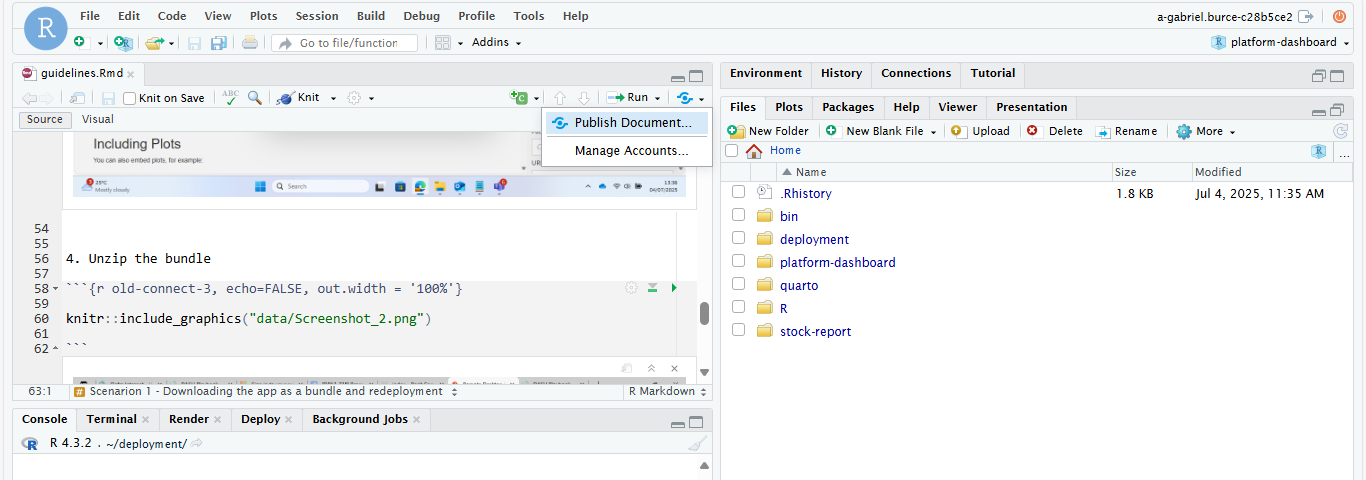 File Edit Code View Plots Session Build Debug Profile Tools Help
a-gabriel.burce-c28b5ce2
R
Go to file/function
Addins
platform-dashboard
guidelines.Rmd
Knit on Save
ABC
Knit
Run
Source Visual
Publish Document...
Manage Accounts...
Including Plots
You can also embed plots, for example:
25°C
Mostly cloudy
Search
13:36
04/07/2025
54
55
56 4. Unzip the bundle
57
58 ```{r old-connect-3, echo=FALSE, out.width = '100%'}
59
60 knitr::include_graphics("data/Screenshot_2.png")
61
62 ```
63:1 # Scenarion 1 - Downloading the app as a bundle and redeployment R Markdown
Console Terminal Render Deploy Background Jobs
R 4.3.2 . ~/deployment/
Environment History Connections Tutorial
Files Plots Packages Help Viewer Presentation
New Folder New Blank File Upload Delete Rename More
Home ...
Name Size Modified
.Rhistory 1.8 KB Jul 4, 2025, 11:35 AM
bin
deployment
platform-dashboard
quarto
R
stock-report